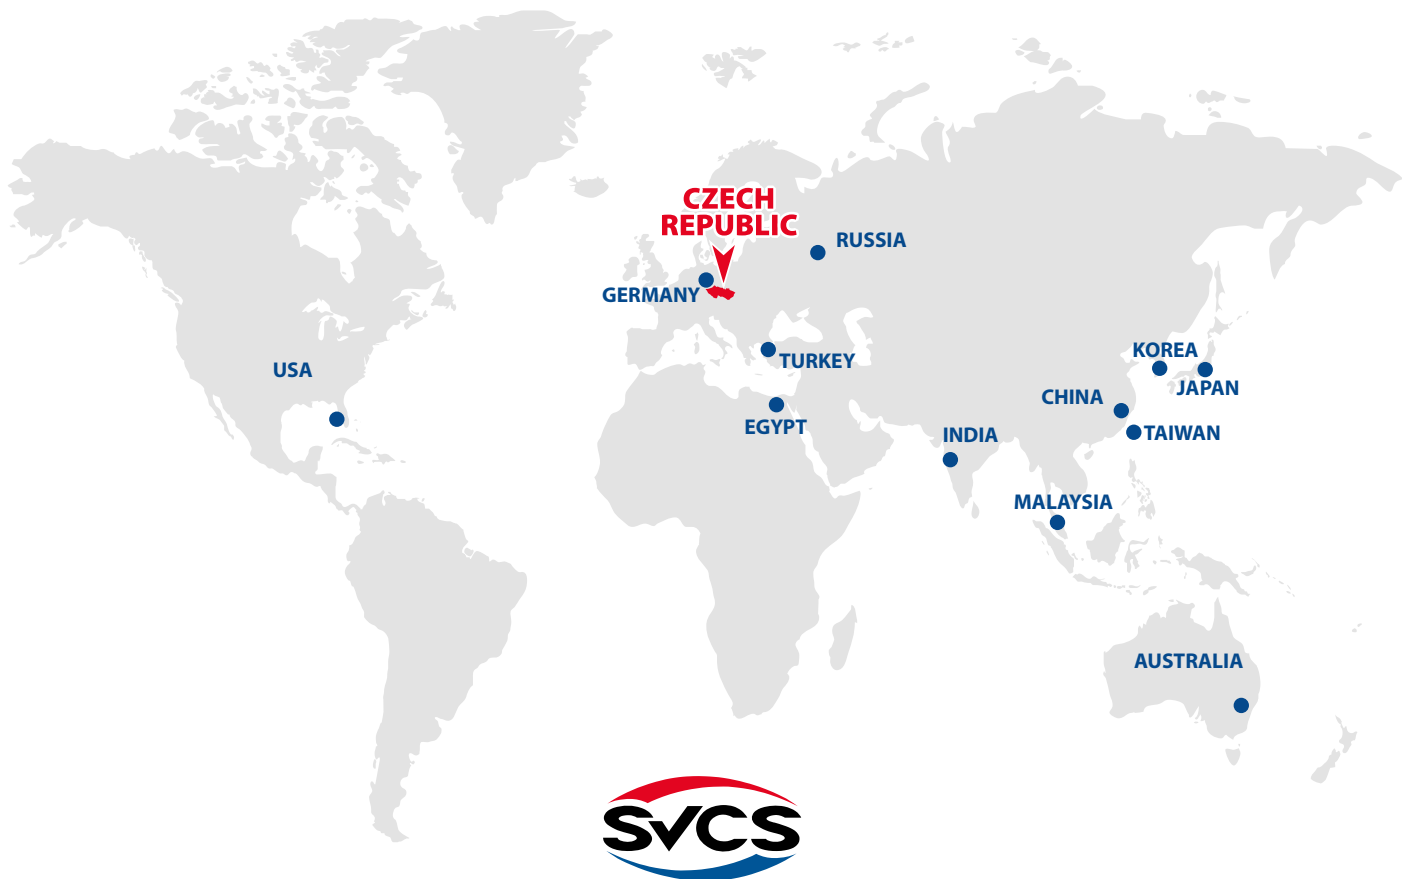 CZECH
REPUBLIC
RUSSIA
GERMANY
TURKEY
USA
KOREA
JAPAN
CHINA
EGYPT
INDIA
TAIWAN
MALAYSIA
AUSTRALIA
SVCS